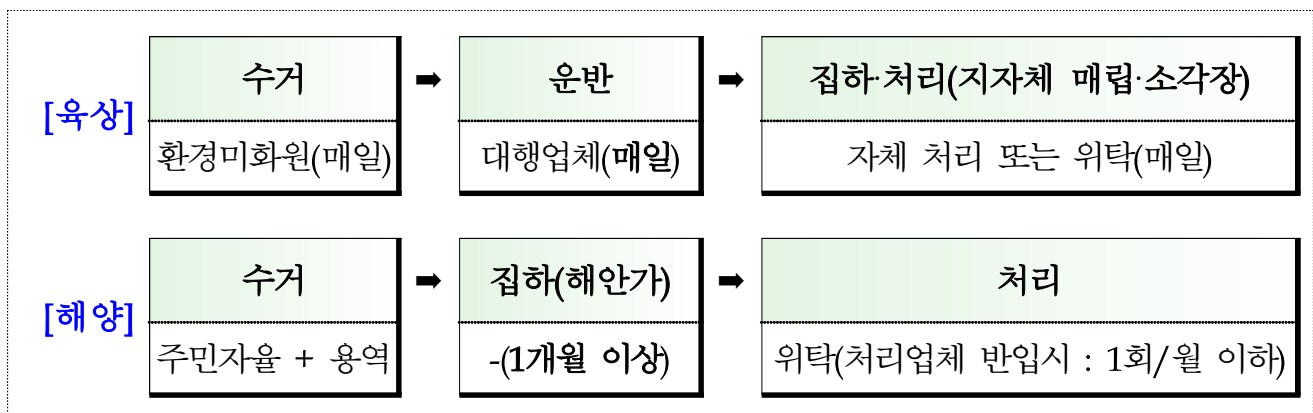 수거 ➡ 운반 ➡ 집하·처리(지자체 매립·소각장)
[육상]
환경미화원(매일) 대행업체(매일) 자체 처리 또는 위탁(매일)
수거 ➡ 집하(해안가) ➡ 처리
[해양]
주민자율 + 용역 -(1개월 이상) 위탁(처리업체 반입시 : 1회/월 이하)